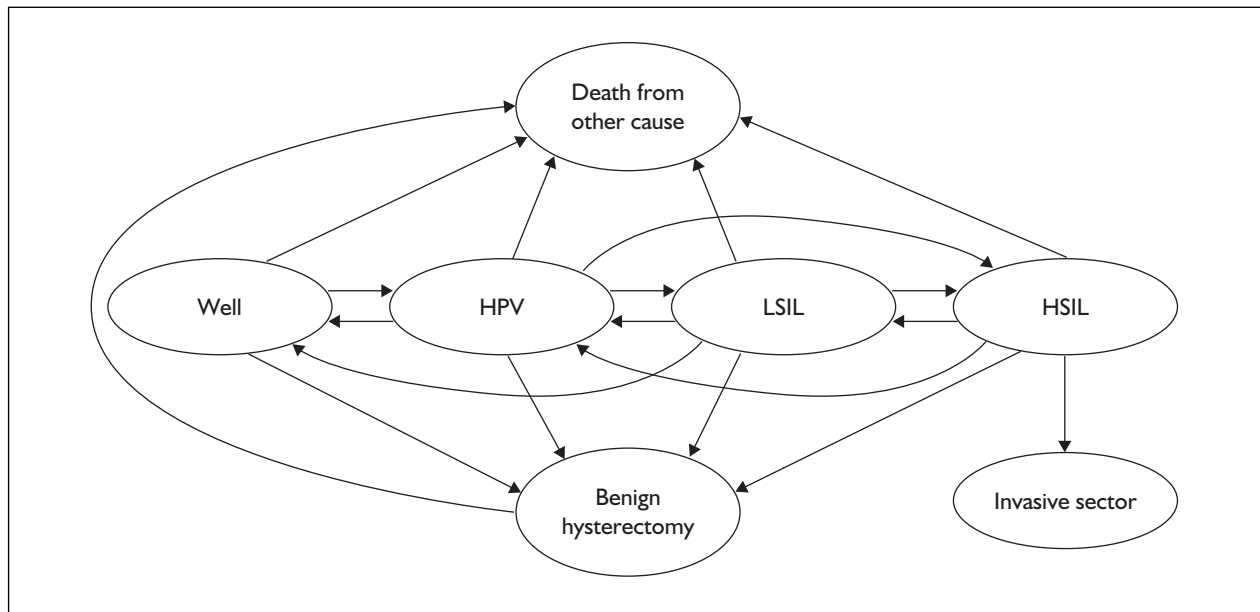 Death from
other cause
Well
HPV
LSIL
HSIL
Benign
hysterectomy
Invasive sector